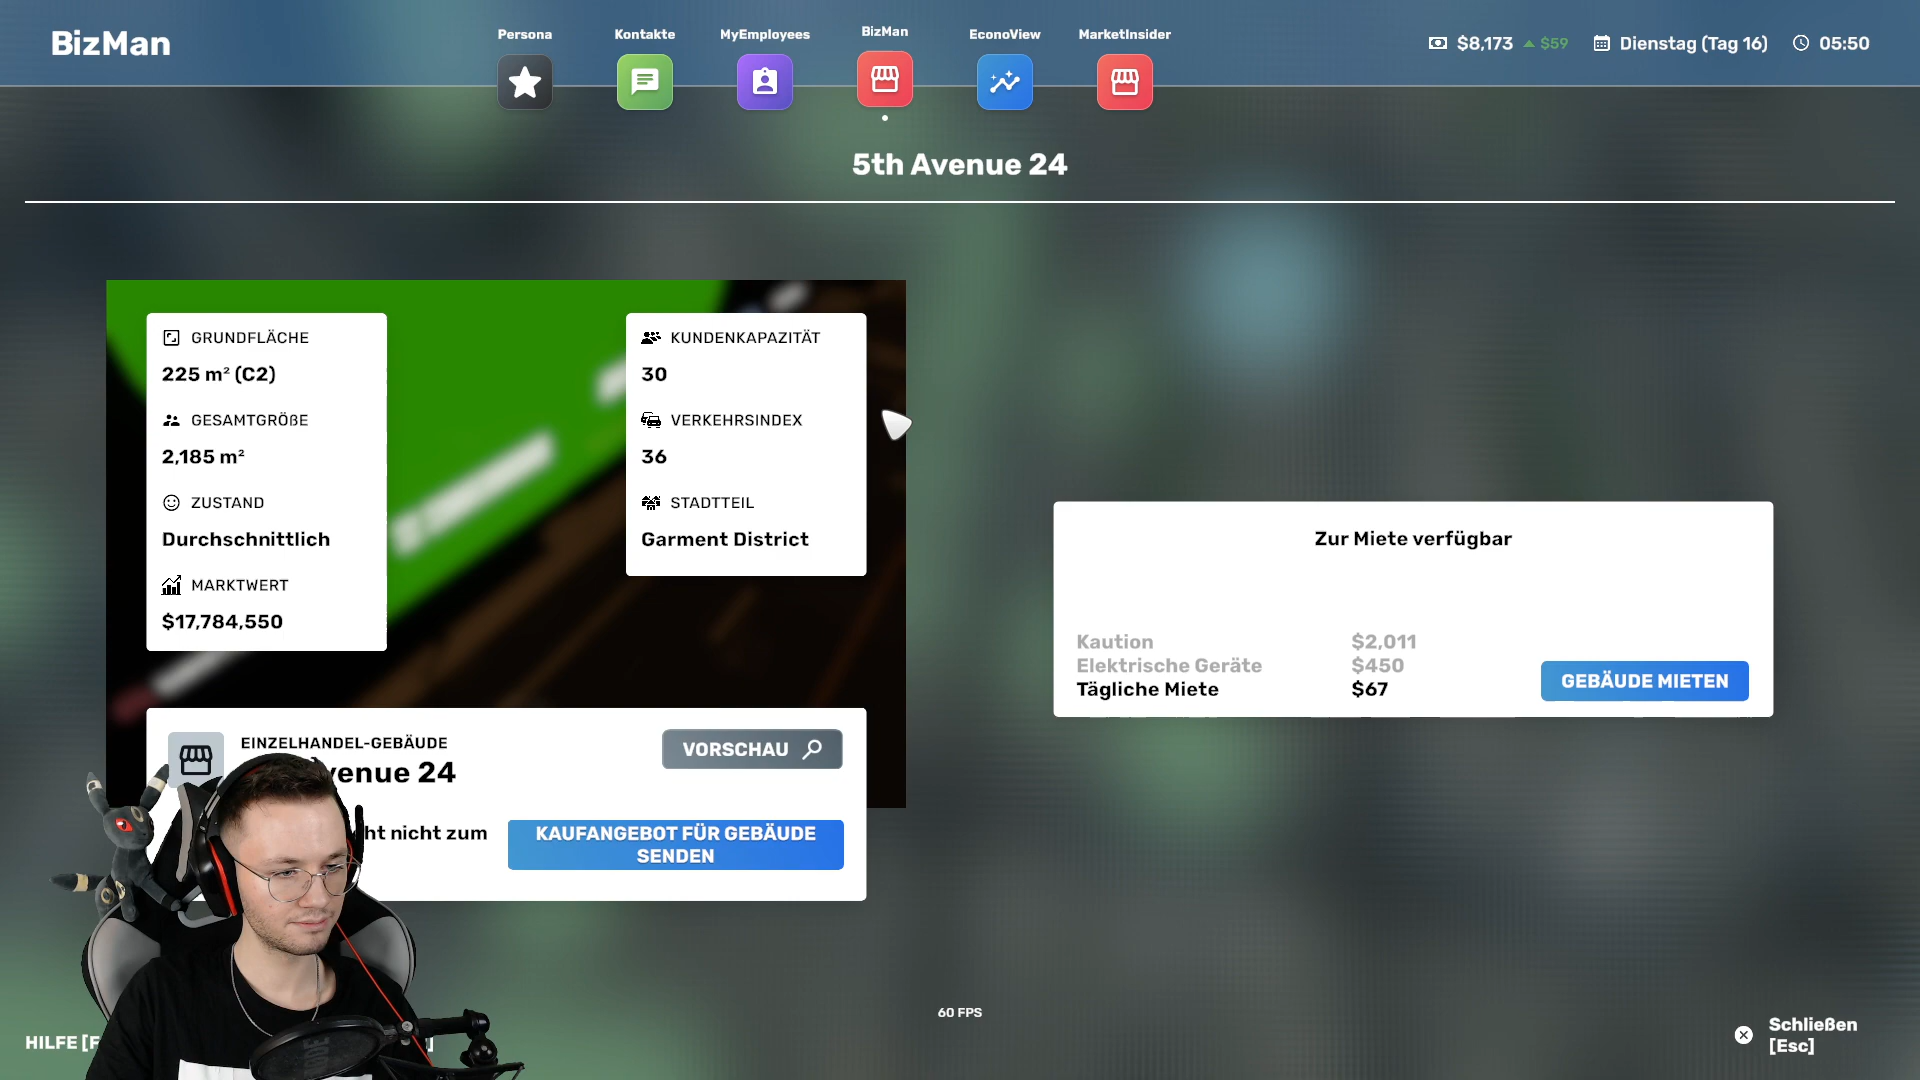 BizMan
Persona
Kontakte
MyEmployees
BizMan
EconoView
MarketInsider
$8,173
$59
Dienstag (Tag 16)
05:50
5th Avenue 24
GRUNDFLÄCHE
225 m² (C2)
GESAMTGRÖßE
2,185 m²
ZUSTAND
Durchschnittlich
MARKTWERT
$17,784,550
KUNDENKAPAZITÄT
30
VERKEHRSINDEX
36
STADTTEIL
Garment District
Zur Miete verfügbar
Kaution $2,011
Elektrische Geräte $450
Tägliche Miete $67
GEBÄUDE MIETEN
EINZELHANDEL-GEBÄUDE
venue 24
VORSCHAU
ht nicht zum
KAUFANGEBOT FÜR GEBÄUDE
SENDEN
60 FPS
HILFE [F
Schließen
[Esc]